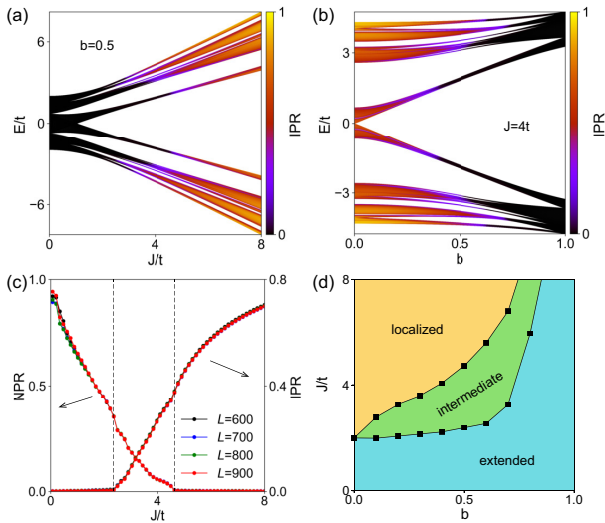 (a)
b=0.5
E/t
6
0
−6
0
4
8
J/t
1
IPR
0
(b)
J=4t
E/t
3
0
−3
0.0
0.5
1.0
b
1
IPR
0
(c)
NPR
1.0
0.5
0.0
0
2
4
6
8
J/t
0.8
0.4
0.0
IPR
L=600
L=700
L=800
L=900
(d)
J/t
8
4
0
localized
intermediate
extended
0.0
0.5
1.0
b